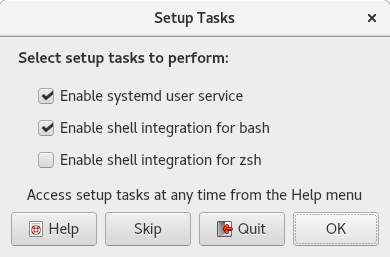 Setup Tasks
Select setup tasks to perform:
Enable systemd user service
Enable shell integration for bash
Enable shell integration for zsh
Access setup tasks at any time from the Help menu
Help Skip Quit OK